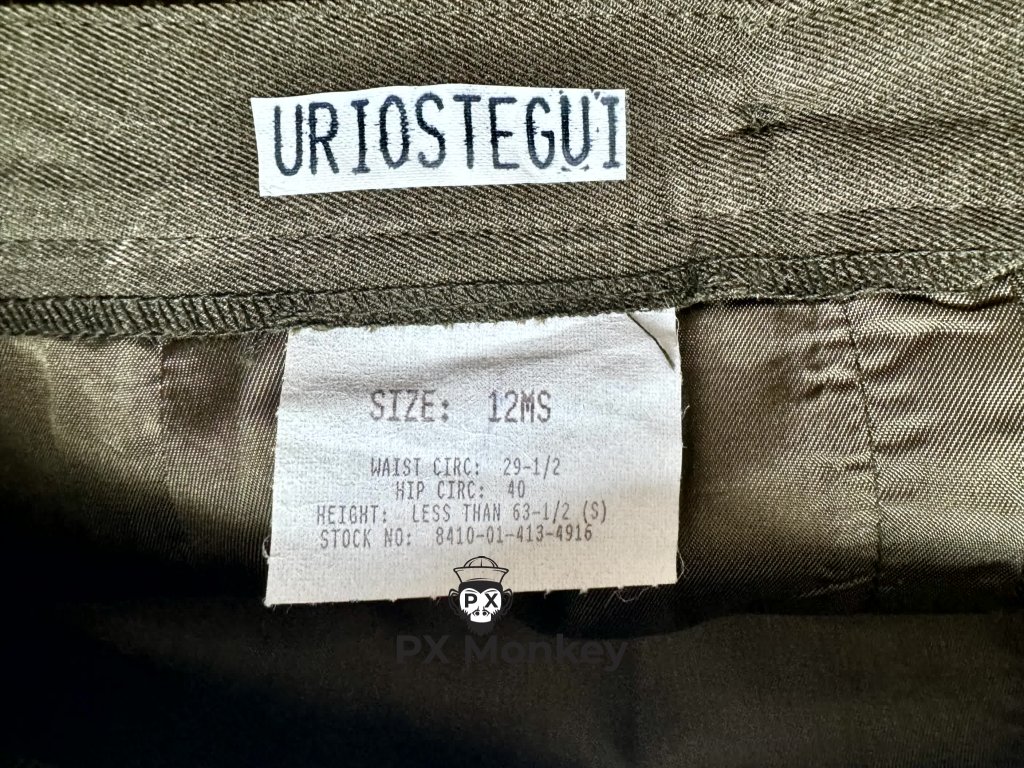 URIOSTEGUI
SIZE: 12MS
WAIST CIRC: 29-1/2
HIP CIRC: 40
HEIGHT: LESS THAN 63-1/2 (S)
STOCK NO: 8410-01-413-4916
PX
PX Monkey